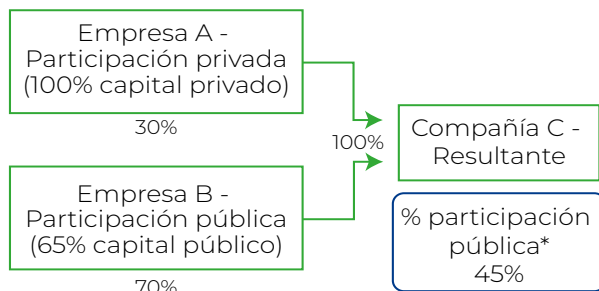 Empresa A -
Participación privada
(100% capital privado)
30%
100%
Compañía C -
Resultante
Empresa B -
Participación pública
(65% capital público)
70%
% participación
pública*
45%